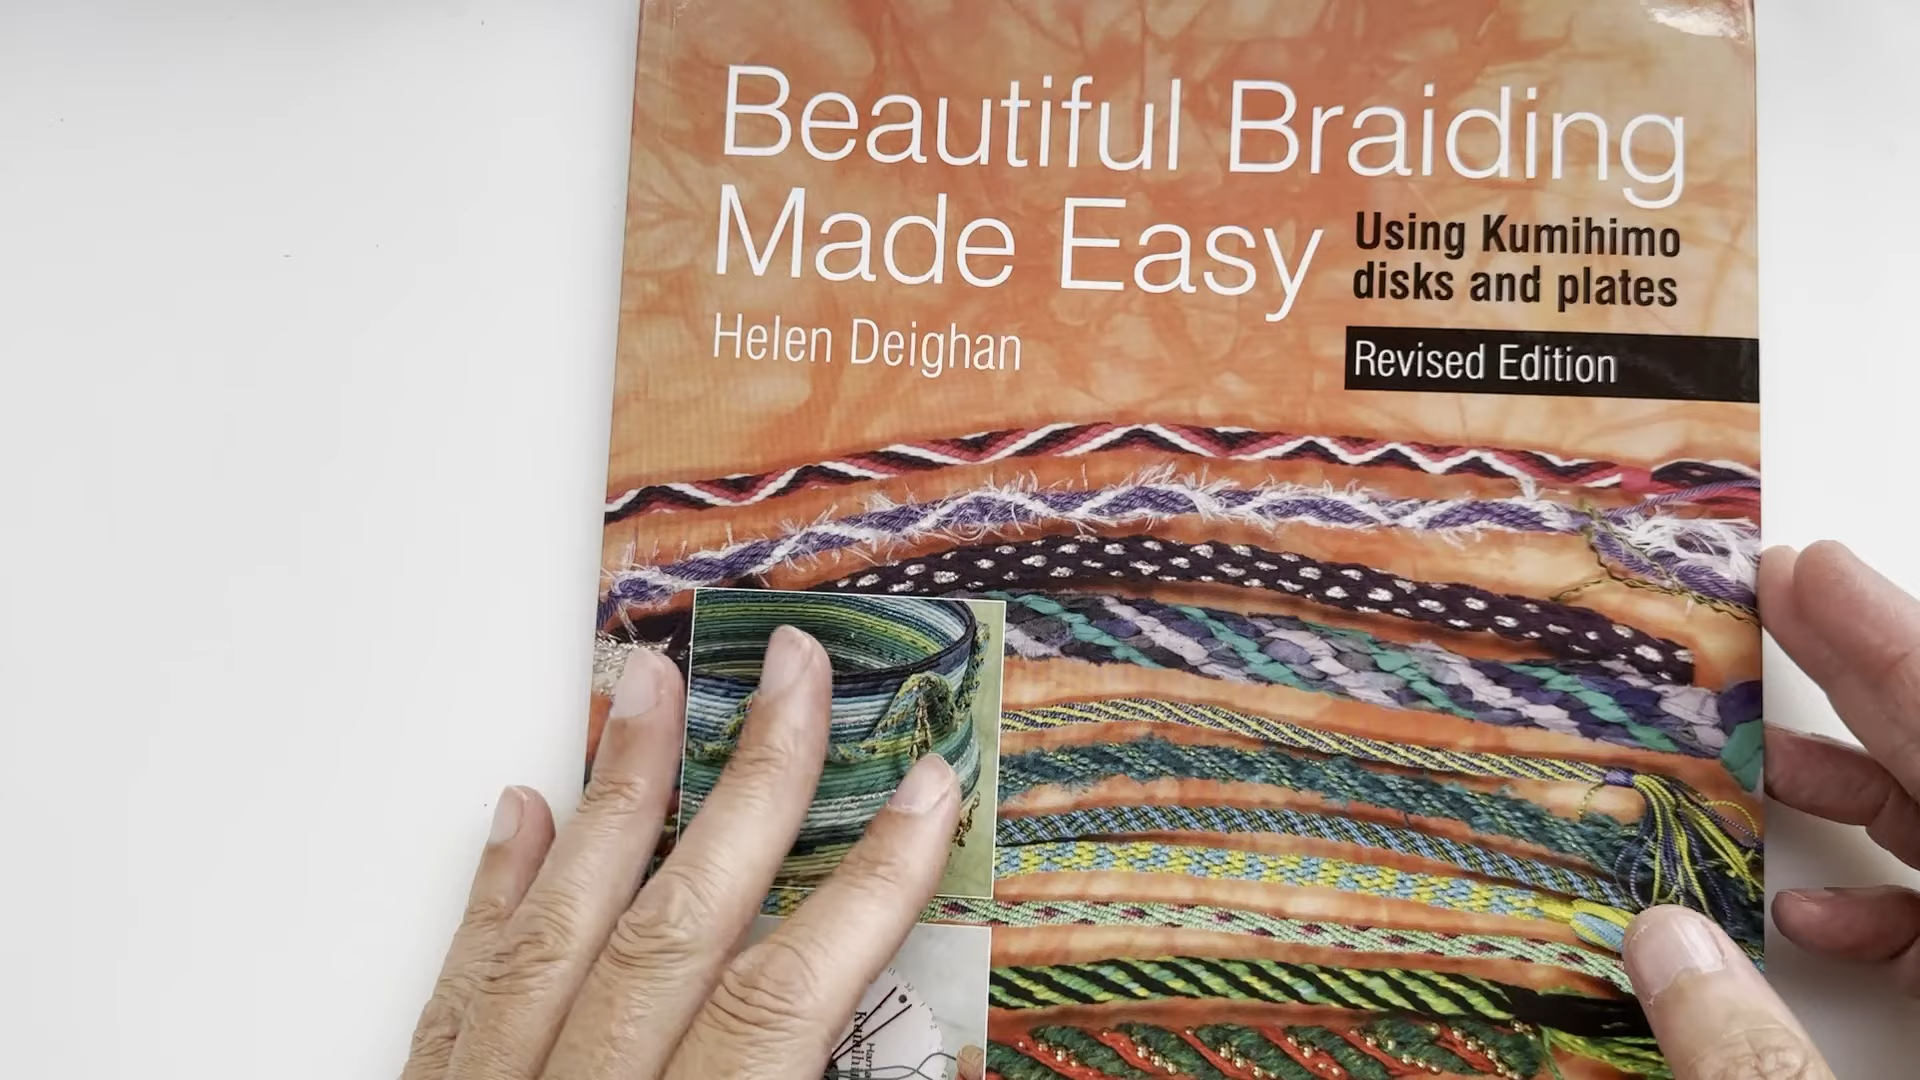 Beautiful Braiding
Made Easy
Using Kumihimo
disks and plates
Helen Deighan
Revised Edition